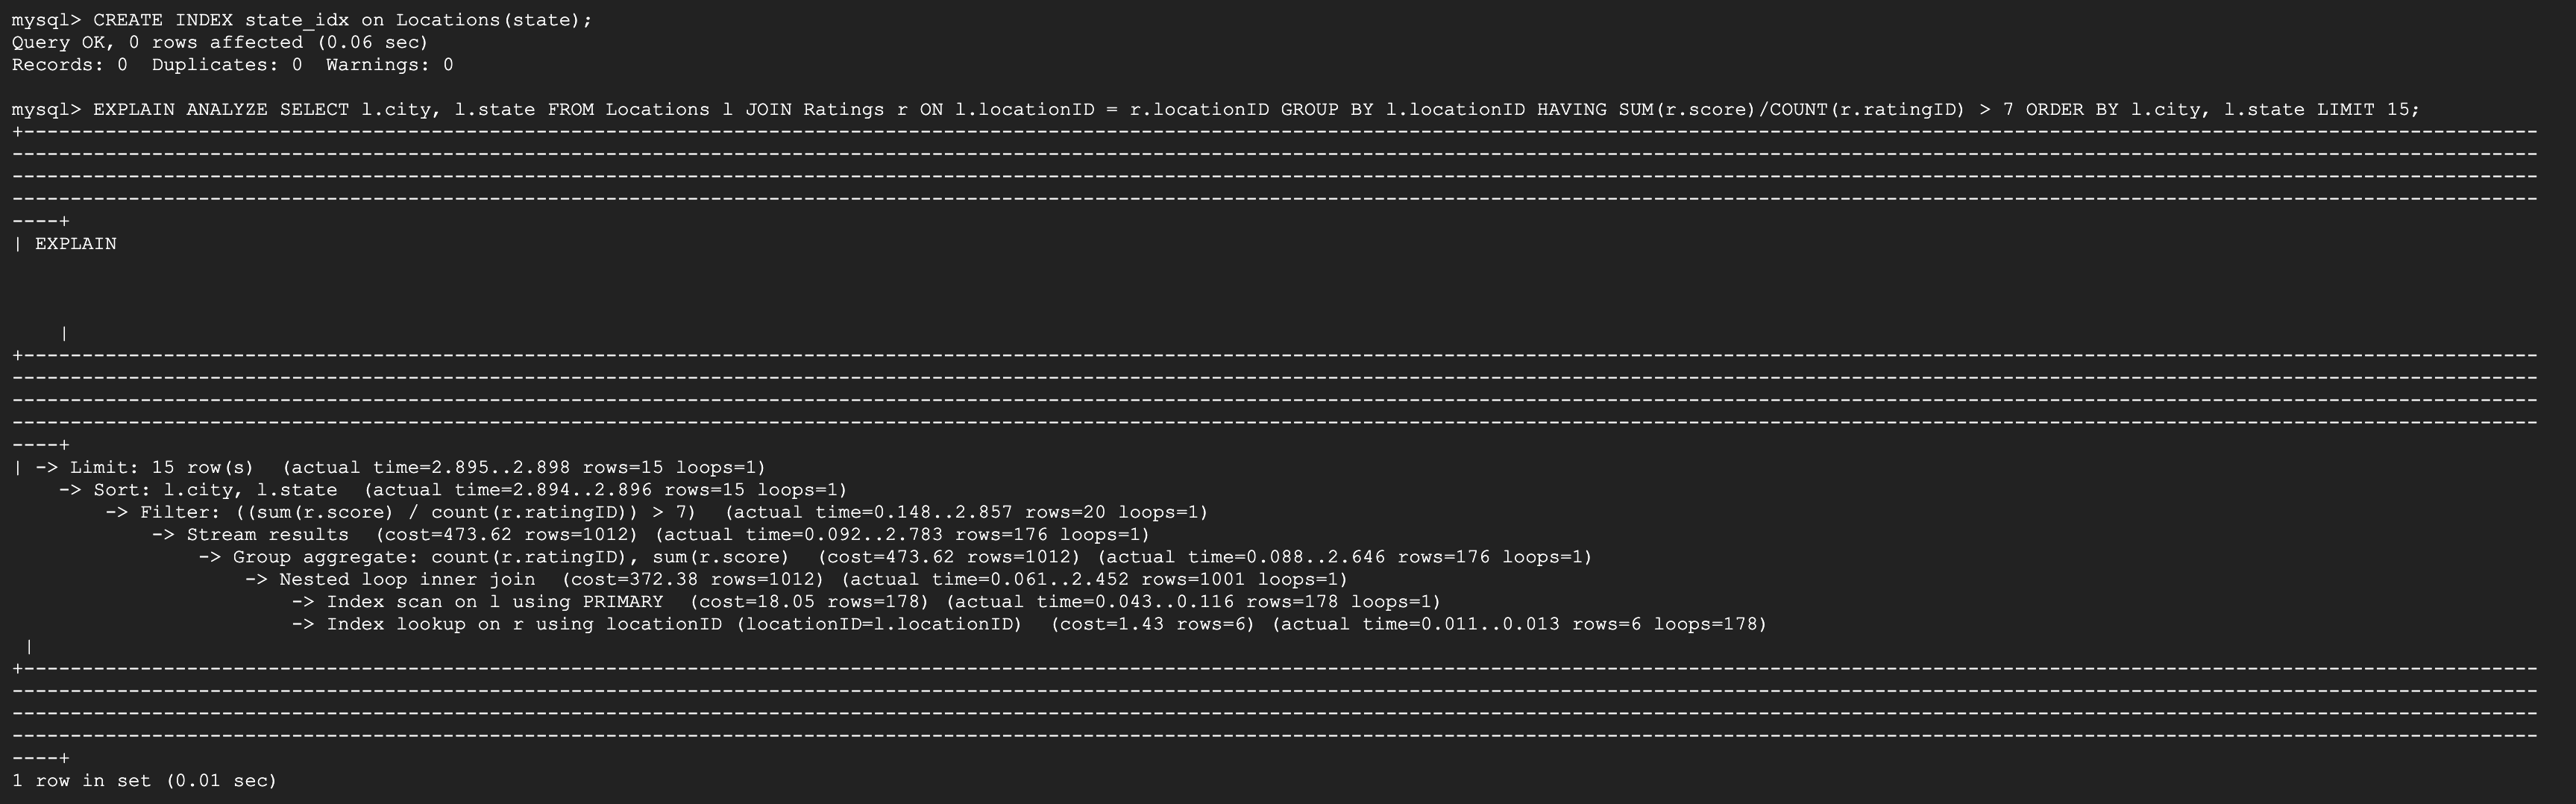 mysql> CREATE INDEX state_idx on Locations(state);
Query OK, 0 rows affected (0.06 sec)
Records: 0  Duplicates: 0  Warnings: 0
mysql> EXPLAIN ANALYZE SELECT l.city, l.state FROM Locations l JOIN Ratings r ON l.locationID = r.locationID GROUP BY l.locationID HAVING SUM(r.score)/COUNT(r.ratingID) > 7 ORDER BY l.city, l.state LIMIT 15;
| EXPLAIN
|
| -> Limit: 15 row(s)  (actual time=2.895..2.898 rows=15 loops=1)
    -> Sort: l.city, l.state  (actual time=2.894..2.896 rows=15 loops=1)
        -> Filter: ((sum(r.score) / count(r.ratingID)) > 7)  (actual time=0.148..2.857 rows=20 loops=1)
            -> Stream results  (cost=473.62 rows=1012) (actual time=0.092..2.783 rows=176 loops=1)
                -> Group aggregate: count(r.ratingID), sum(r.score)  (cost=473.62 rows=1012) (actual time=0.088..2.646 rows=176 loops=1)
                    -> Nested loop inner join  (cost=372.38 rows=1012) (actual time=0.061..2.452 rows=1001 loops=1)
                        -> Index scan on l using PRIMARY  (cost=18.05 rows=178) (actual time=0.043..0.116 rows=178 loops=1)
                        -> Index lookup on r using locationID (locationID=l.locationID)  (cost=1.43 rows=6) (actual time=0.011..0.013 rows=6 loops=178)
 |
1 row in set (0.01 sec)